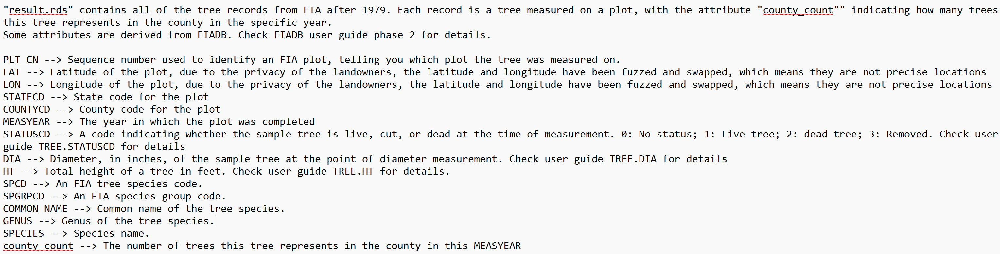 "result.rds" contains all of the tree records from FIA after 1979. Each record is a tree measured on a plot, with the attribute "county_count"" indicating how many trees
this tree represents in the county in the specific year.
Some attributes are derived from FIADB. Check FIADB user guide phase 2 for details.

PLT_CN --> Sequence number used to identify an FIA plot, telling you which plot the tree was measured on.
LAT --> Latitude of the plot, due to the privacy of the landowners, the latitude and longitude have been fuzzed and swapped, which means they are not precise locations
LON --> Longitude of the plot, due to the privacy of the landowners, the latitude and longitude have been fuzzed and swapped, which means they are not precise locations
STATECD --> State code for the plot
COUNTYCD --> County code for the plot
MEASYEAR --> The year in which the plot was completed
STATUSCD --> A code indicating whether the sample tree is live, cut, or dead at the time of measurement. 0: No status; 1: Live tree; 2: dead tree; 3: Removed. Check user
guide TREE.STATUSCD for details
DIA --> Diameter, in inches, of the sample tree at the point of diameter measurement. Check user guide TREE.DIA for details
HT --> Total height of a tree in feet. Check user guide TREE.HT for details.
SPCD --> An FIA tree species code.
SPGRPCD --> An FIA species group code.
COMMON_NAME --> Common name of the tree species.
GENUS --> Genus of the tree species.
SPECIES --> Species name.
county_count --> The number of trees this tree represents in the county in this MEASYEAR